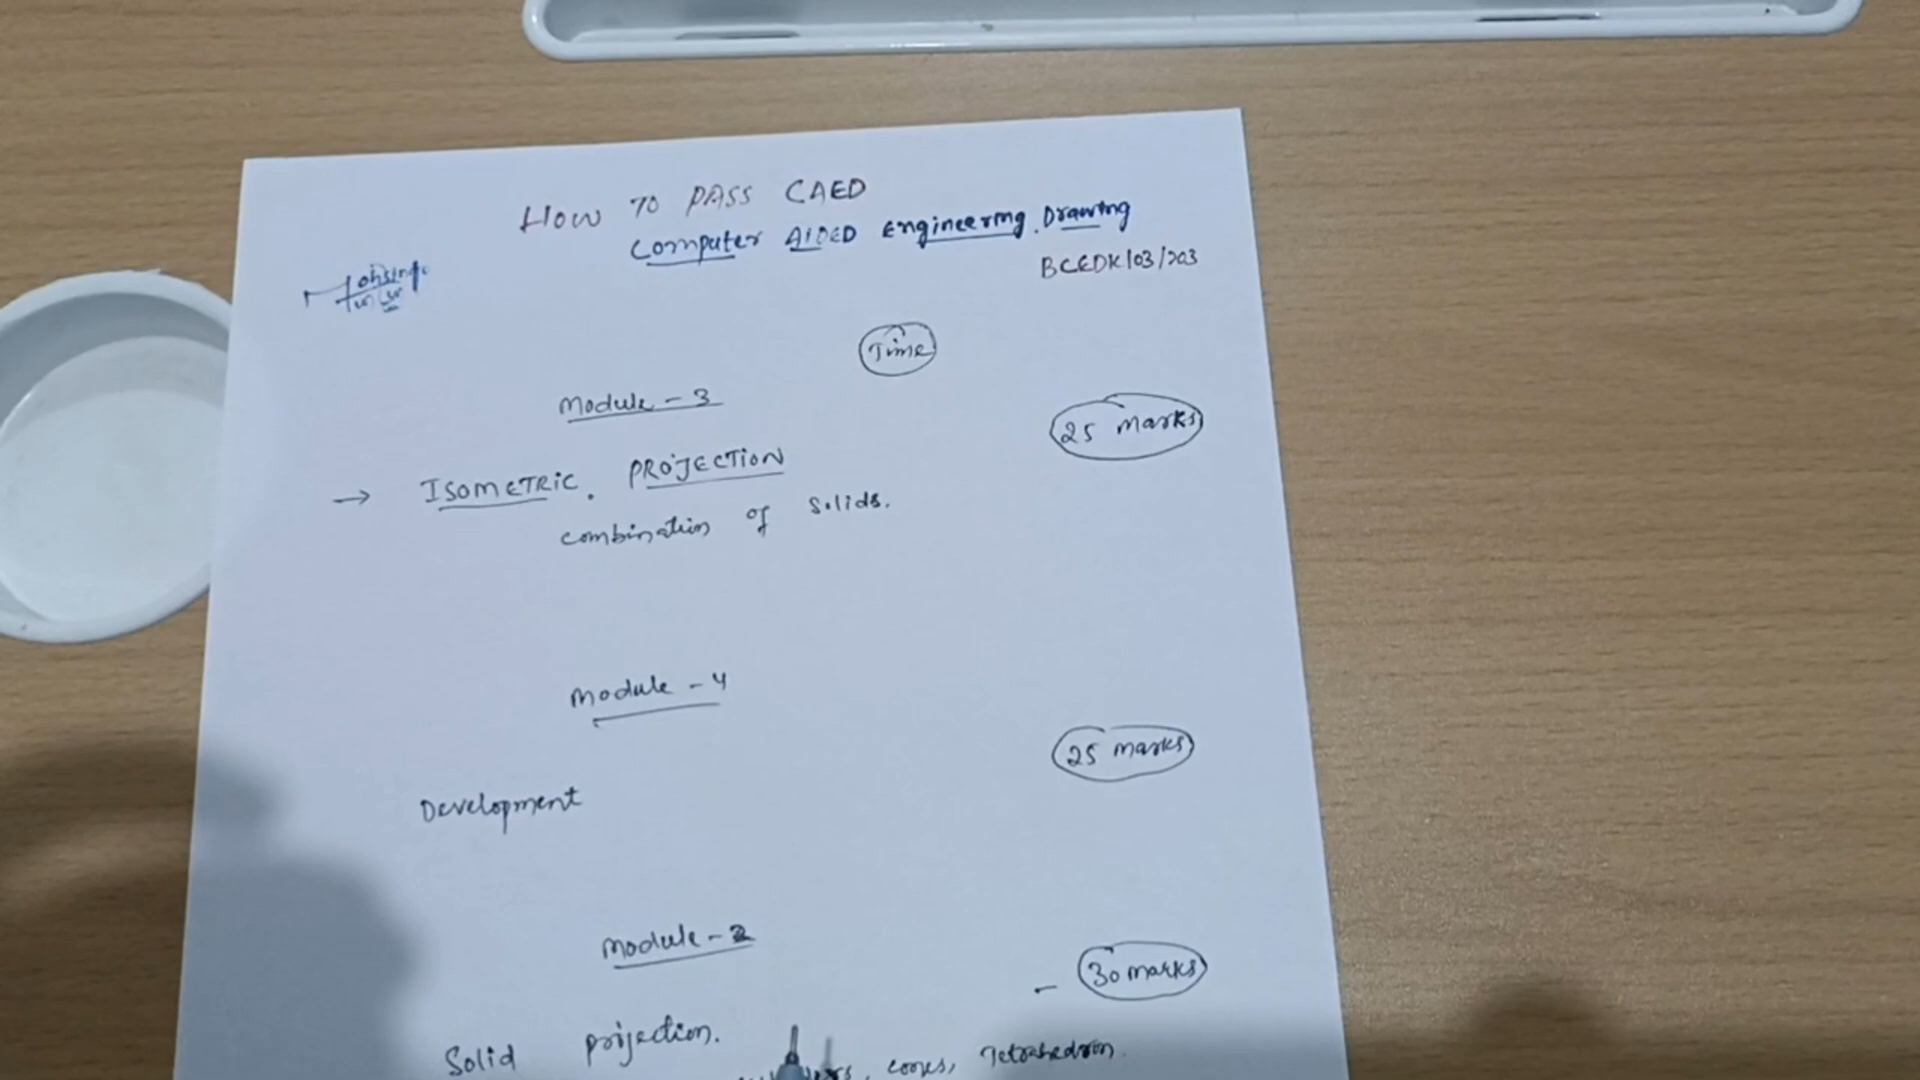 HOW TO PASS CAED
Computer AIDED Engineering Drawing
BCEDK103/203
Time
Module - 3
25 marks
→ ISOMETRIC. PROJECTION
combination of solids.
Module - 4
25 marks
Development
Module - 2
- 30 marks
Solid projection.
cones, Tetrahedron.